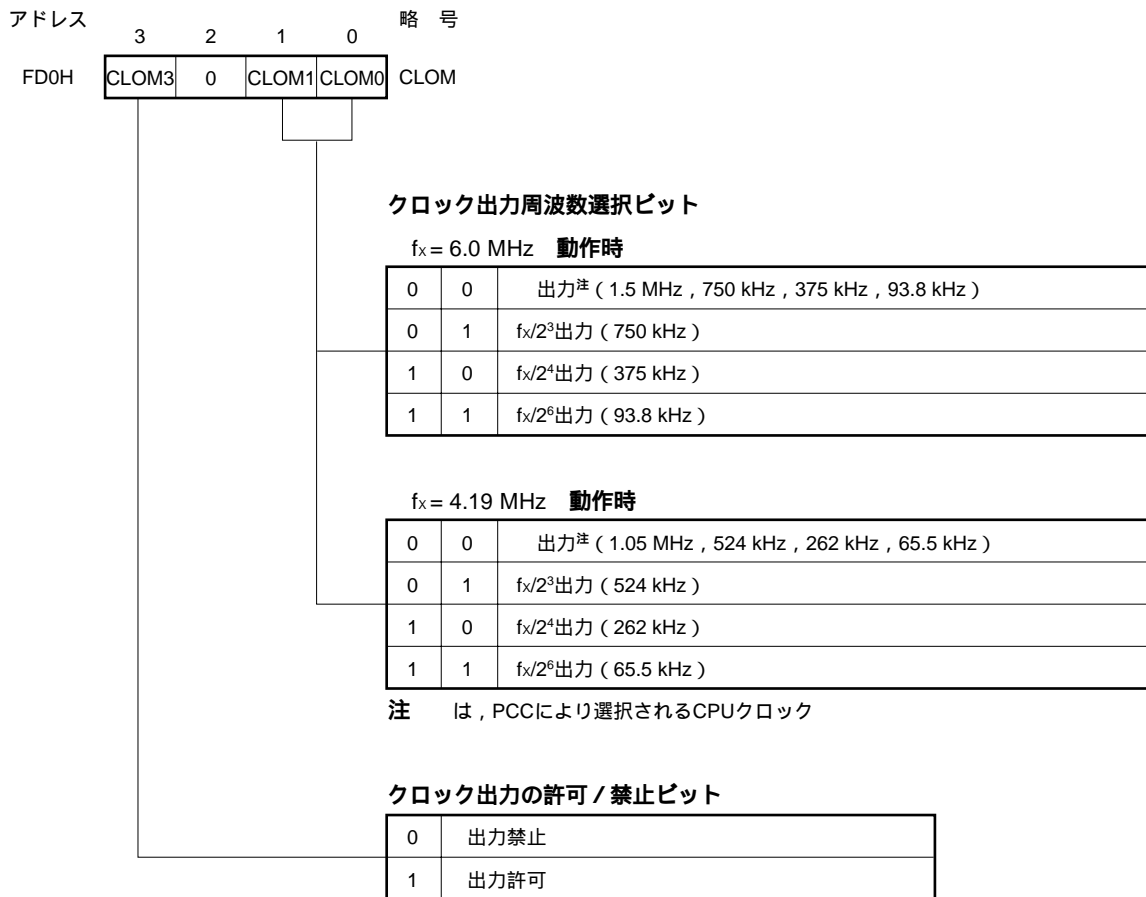 アドレス 3 2 1 0 略 号
FD0H CLOM3 0 CLOM1 CLOM0 CLOM
クロック出力周波数選択ビット
fX = 6.0 MHz 動作時
0 0 出力注（1.5 MHz，750 kHz，375 kHz，93.8 kHz）
0 1 fX/2³出力（750 kHz）
1 0 fX/2⁴出力（375 kHz）
1 1 fX/2⁶出力（93.8 kHz）
fX = 4.19 MHz 動作時
0 0 出力注（1.05 MHz，524 kHz，262 kHz，65.5 kHz）
0 1 fX/2³出力（524 kHz）
1 0 fX/2⁴出力（262 kHz）
1 1 fX/2⁶出力（65.5 kHz）
注 は，PCCにより選択されるCPUクロック
クロック出力の許可／禁止ビット
0 出力禁止
1 出力許可